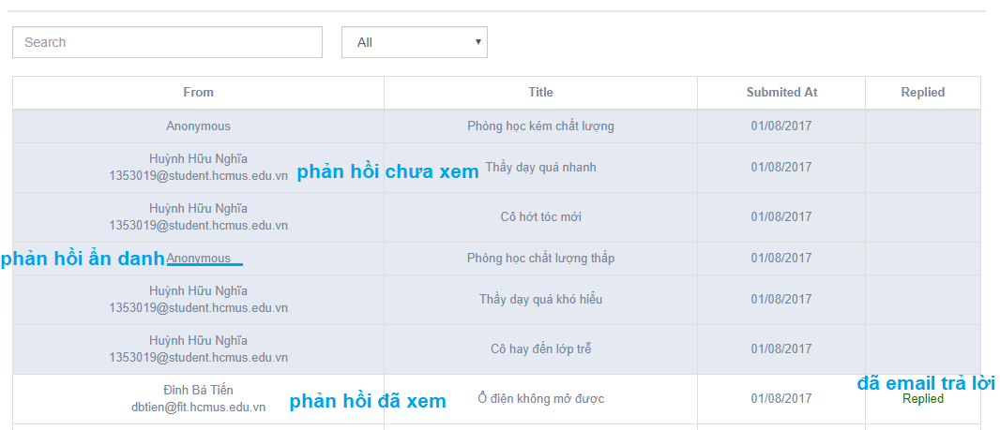 Search
All
From Title Submited At Replied
Anonymous Phòng học kém chất lượng 01/08/2017
Huỳnh Hữu Nghĩa
1353019@student.hcmus.edu.vn phản hồi chưa xem Thầy dạy quá nhanh 01/08/2017
Huỳnh Hữu Nghĩa
1353019@student.hcmus.edu.vn Cô hớt tóc mới 01/08/2017
phản hồi ẩn danh Anonymous Phòng học chất lượng thấp 01/08/2017
Huỳnh Hữu Nghĩa
1353019@student.hcmus.edu.vn Thầy dạy quá khó hiểu 01/08/2017
Huỳnh Hữu Nghĩa
1353019@student.hcmus.edu.vn Cô hay đến lớp trễ 01/08/2017
đã email trả lời
Đinh Bá Tiến
dbtien@fit.hcmus.edu.vn phản hồi đã xem Ổ điện không mở được 01/08/2017 Replied